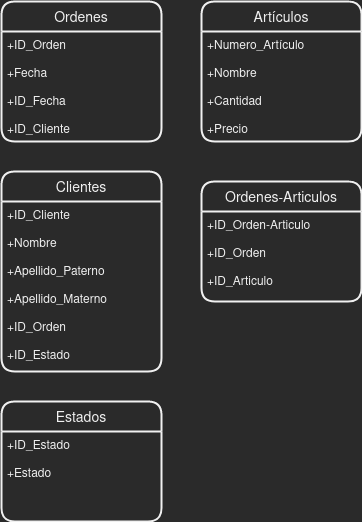 Ordenes
+ID_Orden
+Fecha
+ID_Fecha
+ID_Cliente
Artículos
+Numero_Artículo
+Nombre
+Cantidad
+Precio
Clientes
+ID_Cliente
+Nombre
+Apellido_Paterno
+Apellido_Materno
+ID_Orden
+ID_Estado
Ordenes-Articulos
+ID_Orden-Articulo
+ID_Orden
+ID_Articulo
Estados
+ID_Estado
+Estado